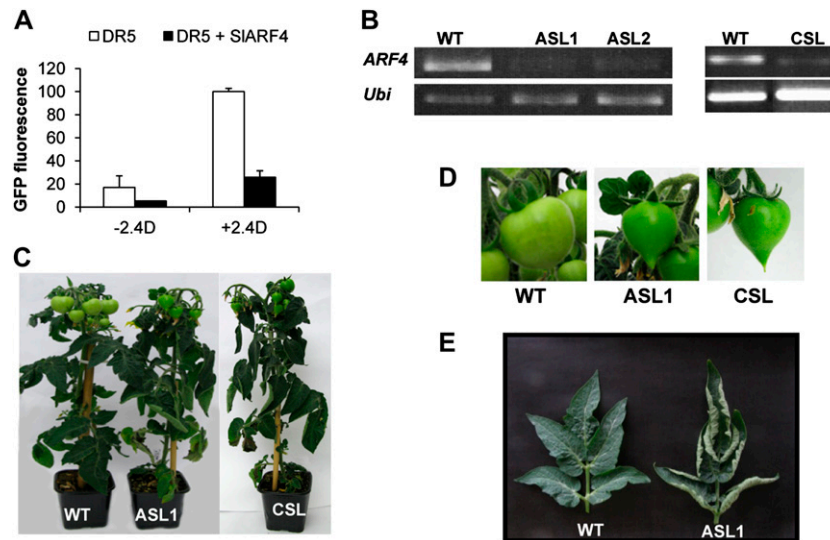 A
DR5 DR5 + SlARF4
GFP fluorescence
120
100
80
60
40
20
0
-2.4D +2.4D
B
WT ASL1 ASL2 WT CSL
ARF4
Ubi
C
WT ASL1 CSL
D
WT ASL1 CSL
E
WT ASL1